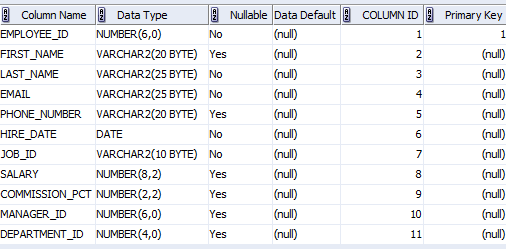 Column Name Data Type Nullable Data Default COLUMN ID Primary Key
EMPLOYEE_ID NUMBER(6,0) No (null) 1 1
FIRST_NAME VARCHAR2(20 BYTE) Yes (null) 2 (null)
LAST_NAME VARCHAR2(25 BYTE) No (null) 3 (null)
EMAIL VARCHAR2(25 BYTE) No (null) 4 (null)
PHONE_NUMBER VARCHAR2(20 BYTE) Yes (null) 5 (null)
HIRE_DATE DATE No (null) 6 (null)
JOB_ID VARCHAR2(10 BYTE) No (null) 7 (null)
SALARY NUMBER(8,2) Yes (null) 8 (null)
COMMISSION_PCT NUMBER(2,2) Yes (null) 9 (null)
MANAGER_ID NUMBER(6,0) Yes (null) 10 (null)
DEPARTMENT_ID NUMBER(4,0) Yes (null) 11 (null)